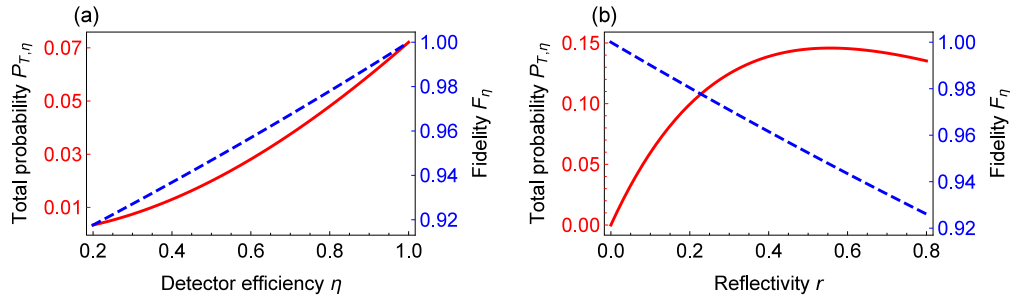 (a)
Total probability P_{T,η}
0.07
0.05
0.03
0.01
1.00
0.98
0.96
0.94
0.92
Fidelity F_η
0.2 0.4 0.6 0.8 1.0
Detector efficiency η
(b)
Total probability P_{T,η}
0.15
0.10
0.05
0.00
1.00
0.98
0.96
0.94
0.92
Fidelity F_η
0.0 0.2 0.4 0.6 0.8
Reflectivity r